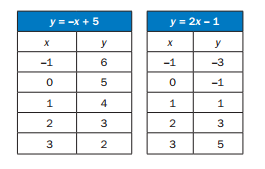 y = –x + 5
x y
–1 6
0 5
1 4
2 3
3 2
y = 2x – 1
x y
–1 –3
0 –1
1 1
2 3
3 5